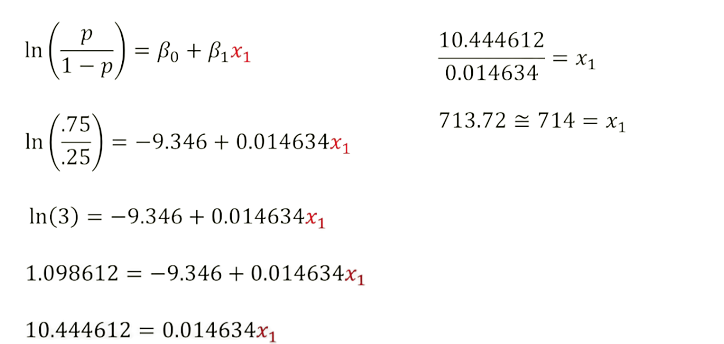 ln(p/(1 − p)) = β₀ + β₁x₁
ln(.75/.25) = −9.346 + 0.014634x₁
ln(3) = −9.346 + 0.014634x₁
1.098612 = −9.346 + 0.014634x₁
10.444612 = 0.014634x₁
10.444612/0.014634 = x₁
713.72 ≅ 714 = x₁